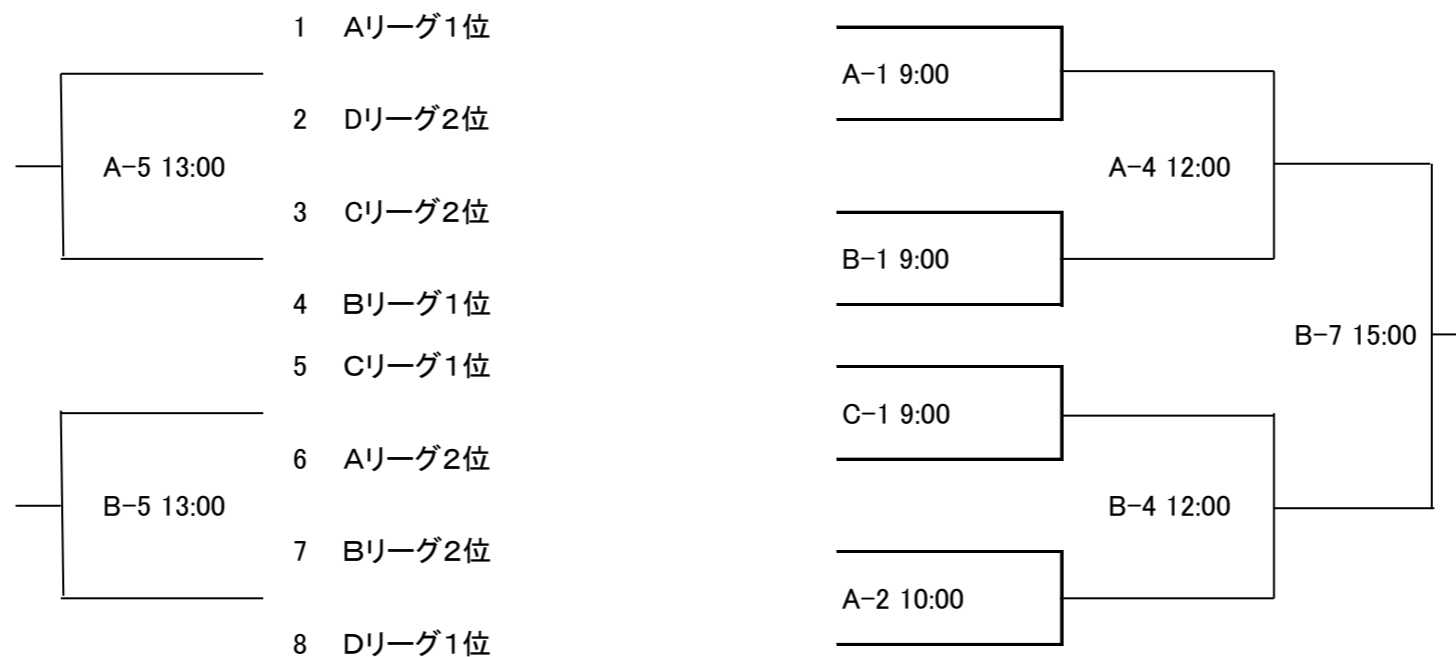 1 Aリーグ1位
A-1 9:00
2 Dリーグ2位
A-5 13:00
A-4 12:00
3 Cリーグ2位
B-1 9:00
4 Bリーグ1位
B-7 15:00
5 Cリーグ1位
C-1 9:00
6 Aリーグ2位
B-5 13:00
B-4 12:00
7 Bリーグ2位
A-2 10:00
8 Dリーグ1位